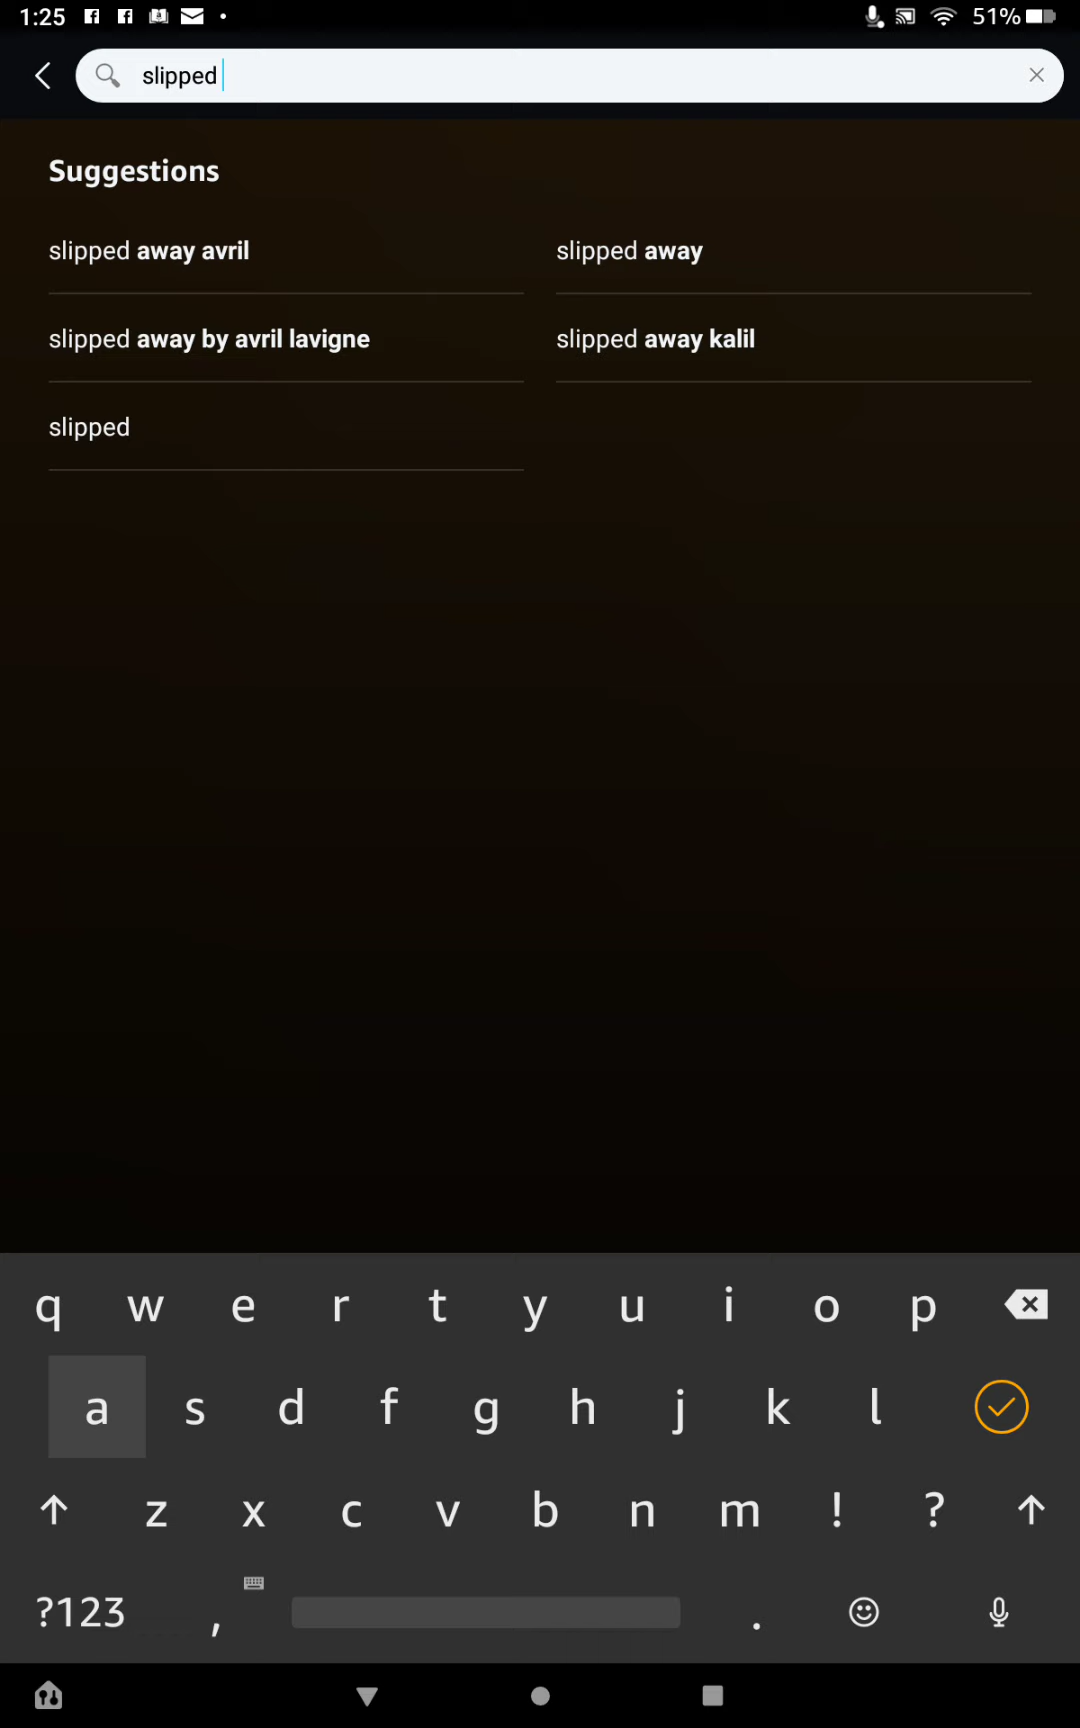 1:25
51%
slipped
Suggestions
slipped away avril
slipped away
slipped away by avril lavigne
slipped away kalil
slipped
q w e r t y u i o p
a s d f g h j k l
z x c v b n m ! ?
?123 , .